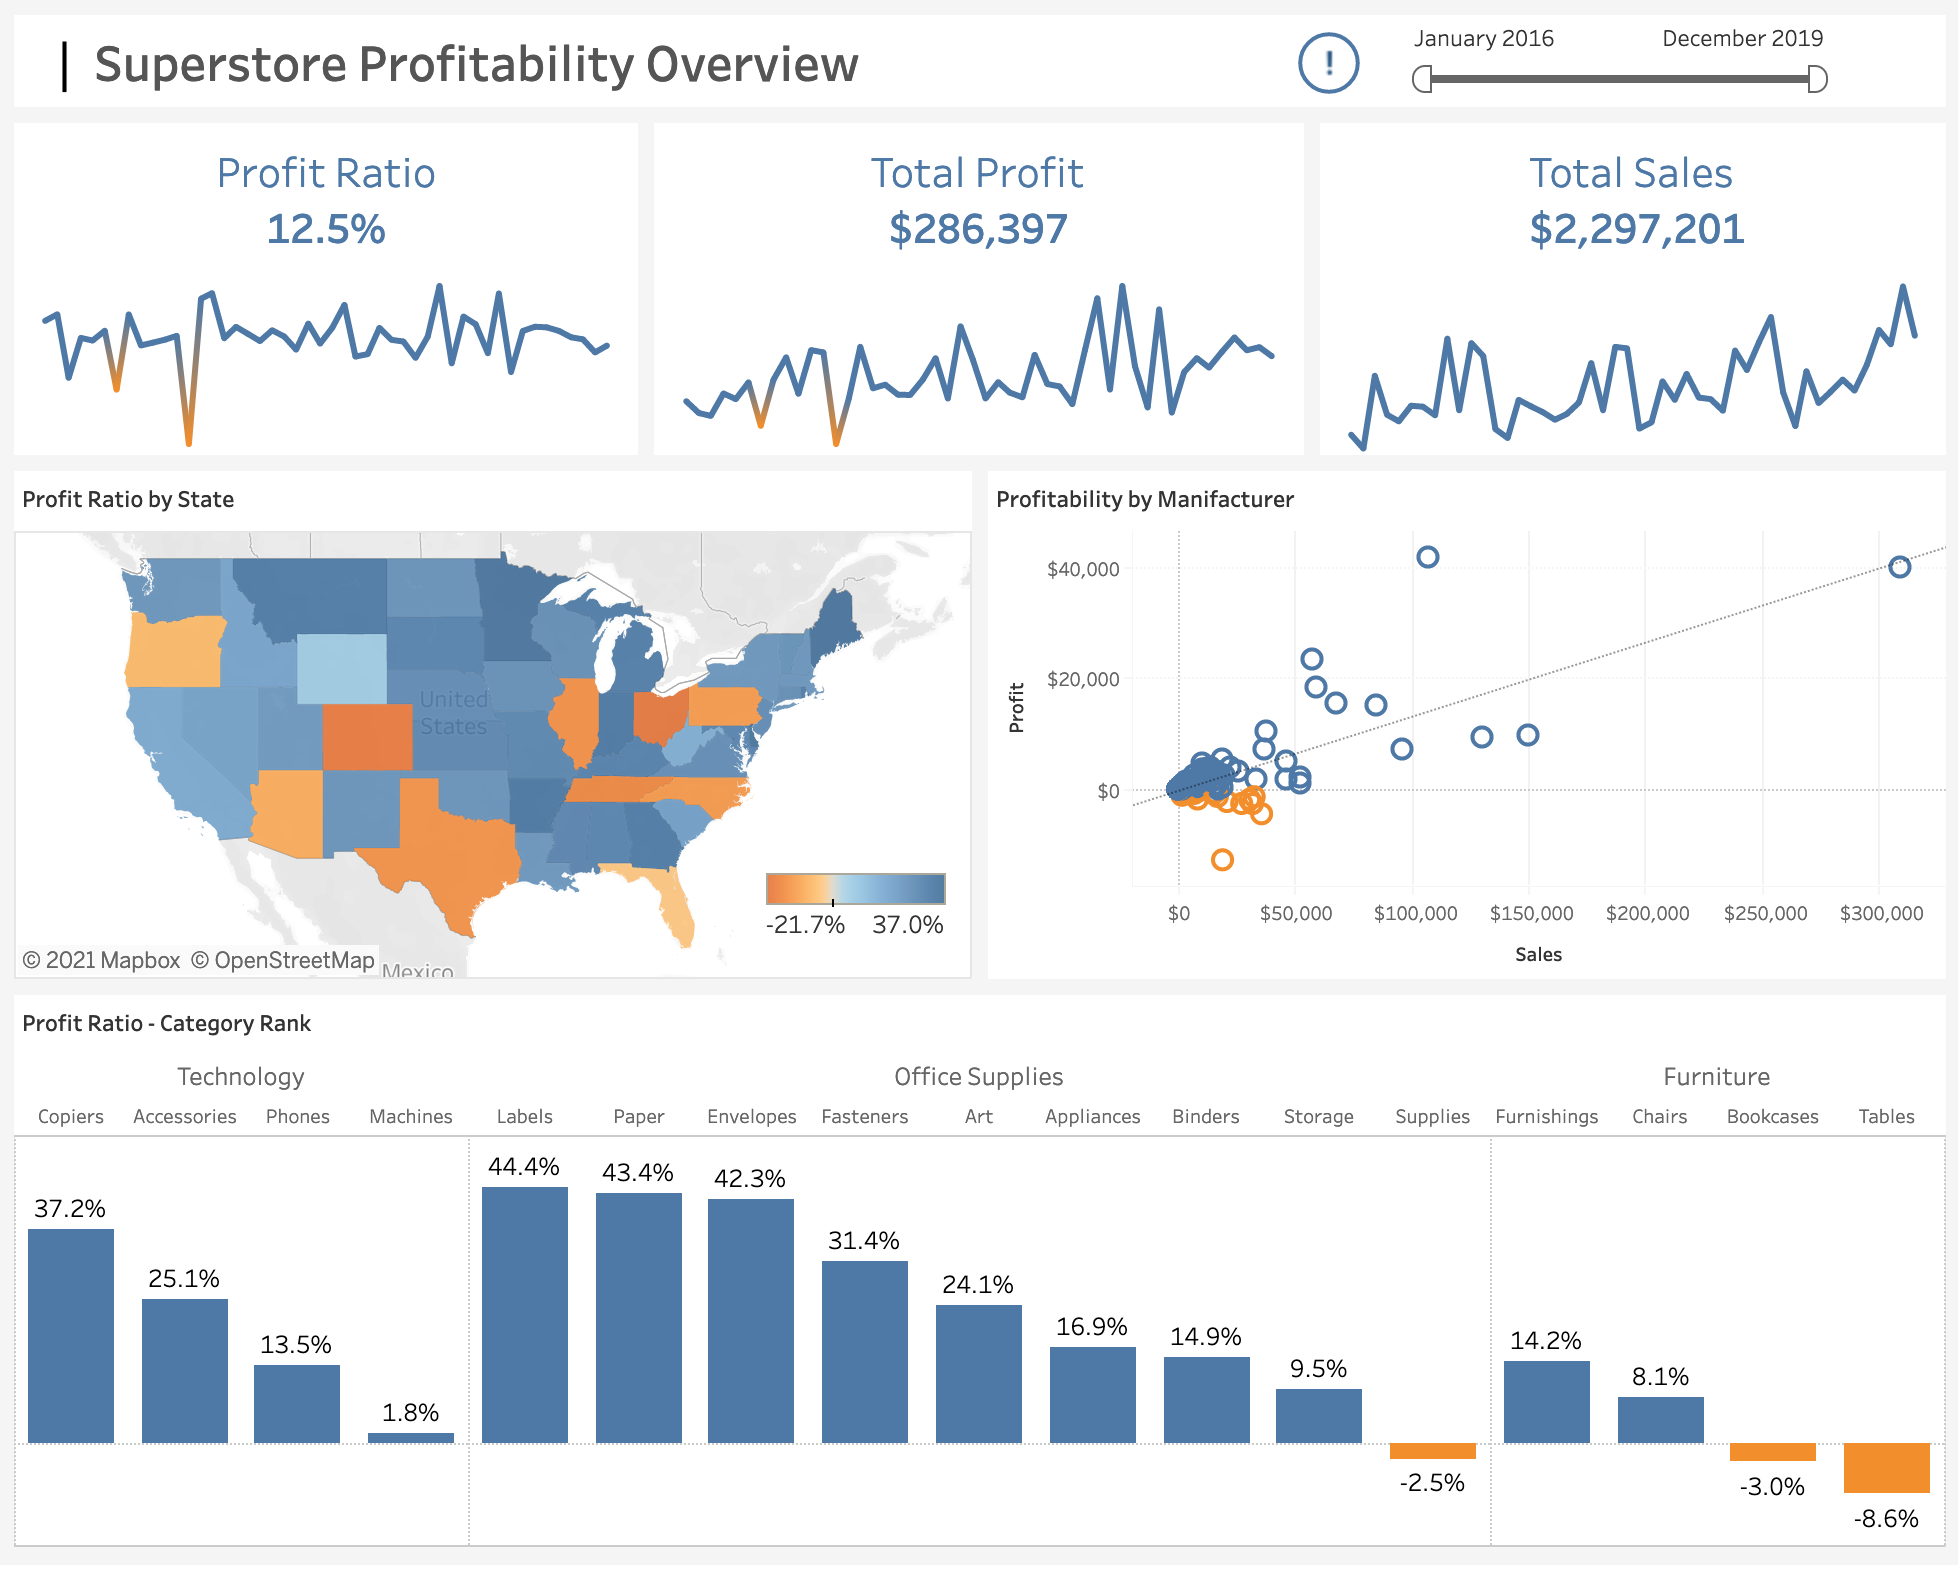 Superstore Profitability Overview
!
January 2016 December 2019
Profit Ratio
12.5%
Total Profit
$286,397
Total Sales
$2,297,201
Profit Ratio by State
United
States
Mexico
-21.7% 37.0%
© 2021 Mapbox © OpenStreetMap
Profitability by Manifacturer
Profit
$40,000
$20,000
$0
$0 $50,000 $100,000 $150,000 $200,000 $250,000 $300,000
Sales
Profit Ratio - Category Rank
Technology Office Supplies Furniture
Copiers Accessories Phones Machines Labels Paper Envelopes Fasteners Art Appliances Binders Storage Supplies Furnishings Chairs Bookcases Tables
37.2% 25.1% 13.5% 1.8% 44.4% 43.4% 42.3% 31.4% 24.1% 16.9% 14.9% 9.5% -2.5% 14.2% 8.1% -3.0% -8.6%